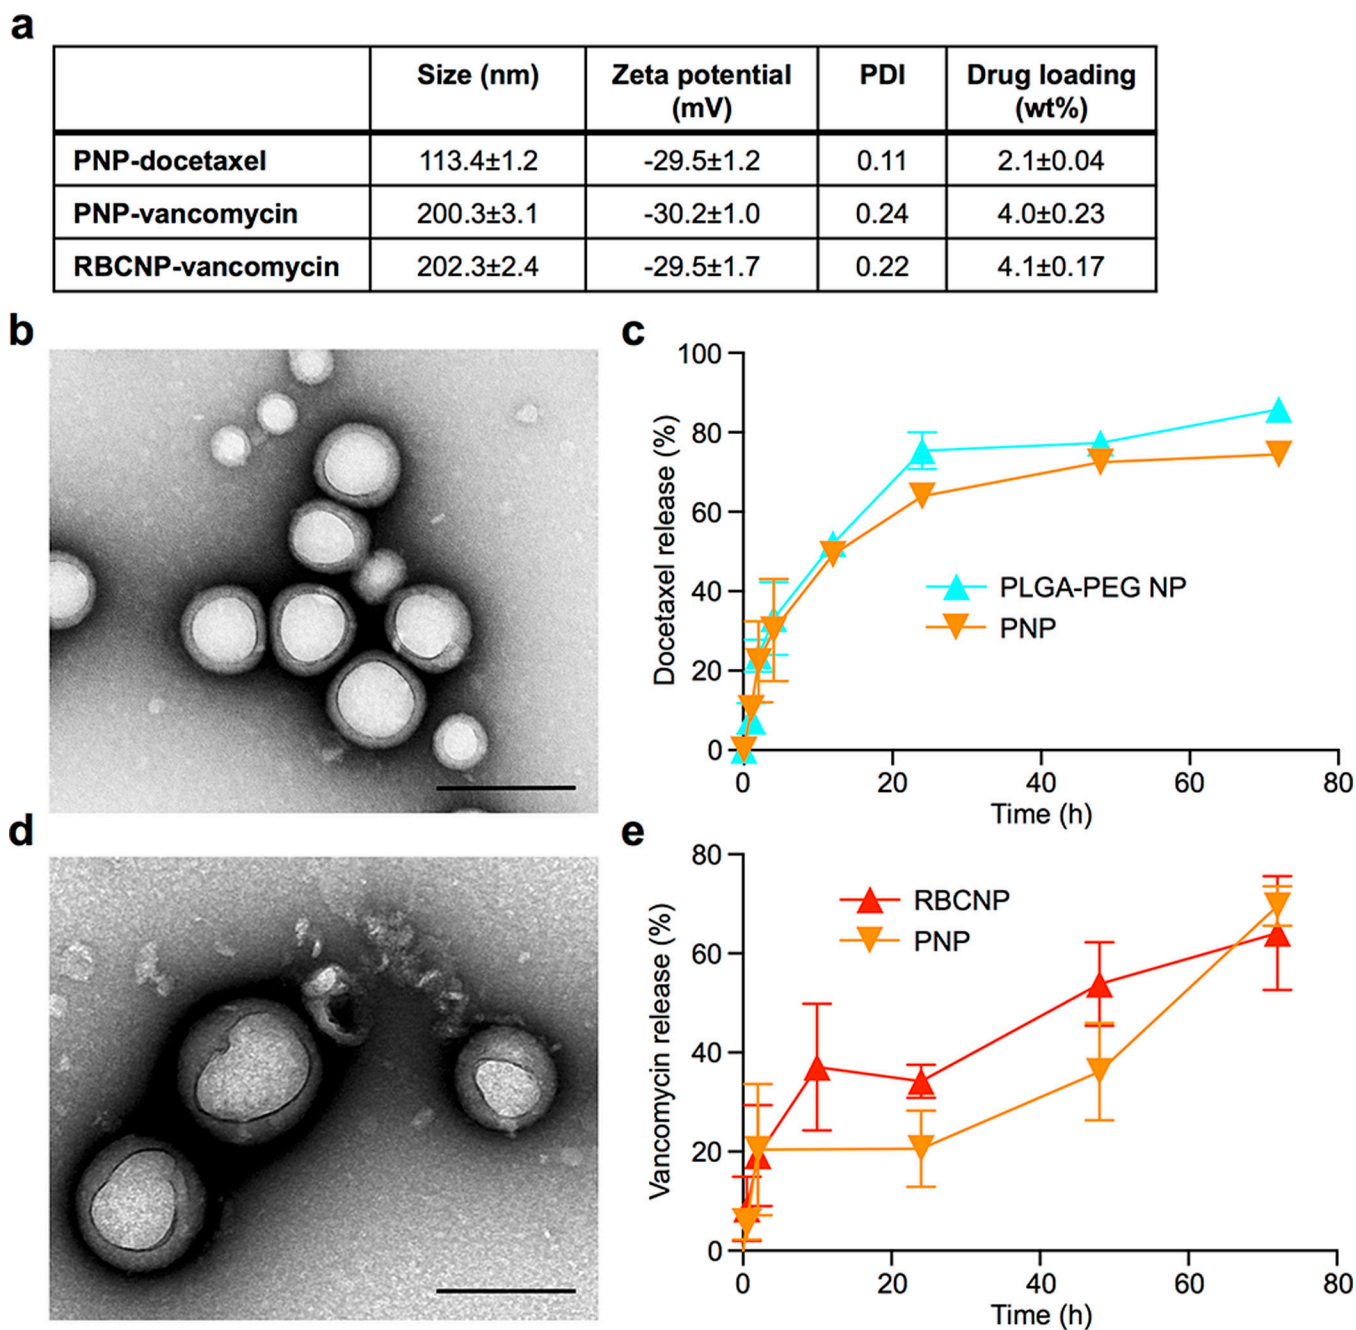 a
Size (nm) Zeta potential (mV) PDI Drug loading (wt%)
PNP-docetaxel 113.4±1.2 -29.5±1.2 0.11 2.1±0.04
PNP-vancomycin 200.3±3.1 -30.2±1.0 0.24 4.0±0.23
RBCNP-vancomycin 202.3±2.4 -29.5±1.7 0.22 4.1±0.17
b
c
Docetaxel release (%)
100
80
60
40
20
0
PLGA-PEG NP
PNP
0 20 40 60 80
Time (h)
d
e
Vancomycin release (%)
80
60
40
20
0
RBCNP
PNP
0 20 40 60 80
Time (h)